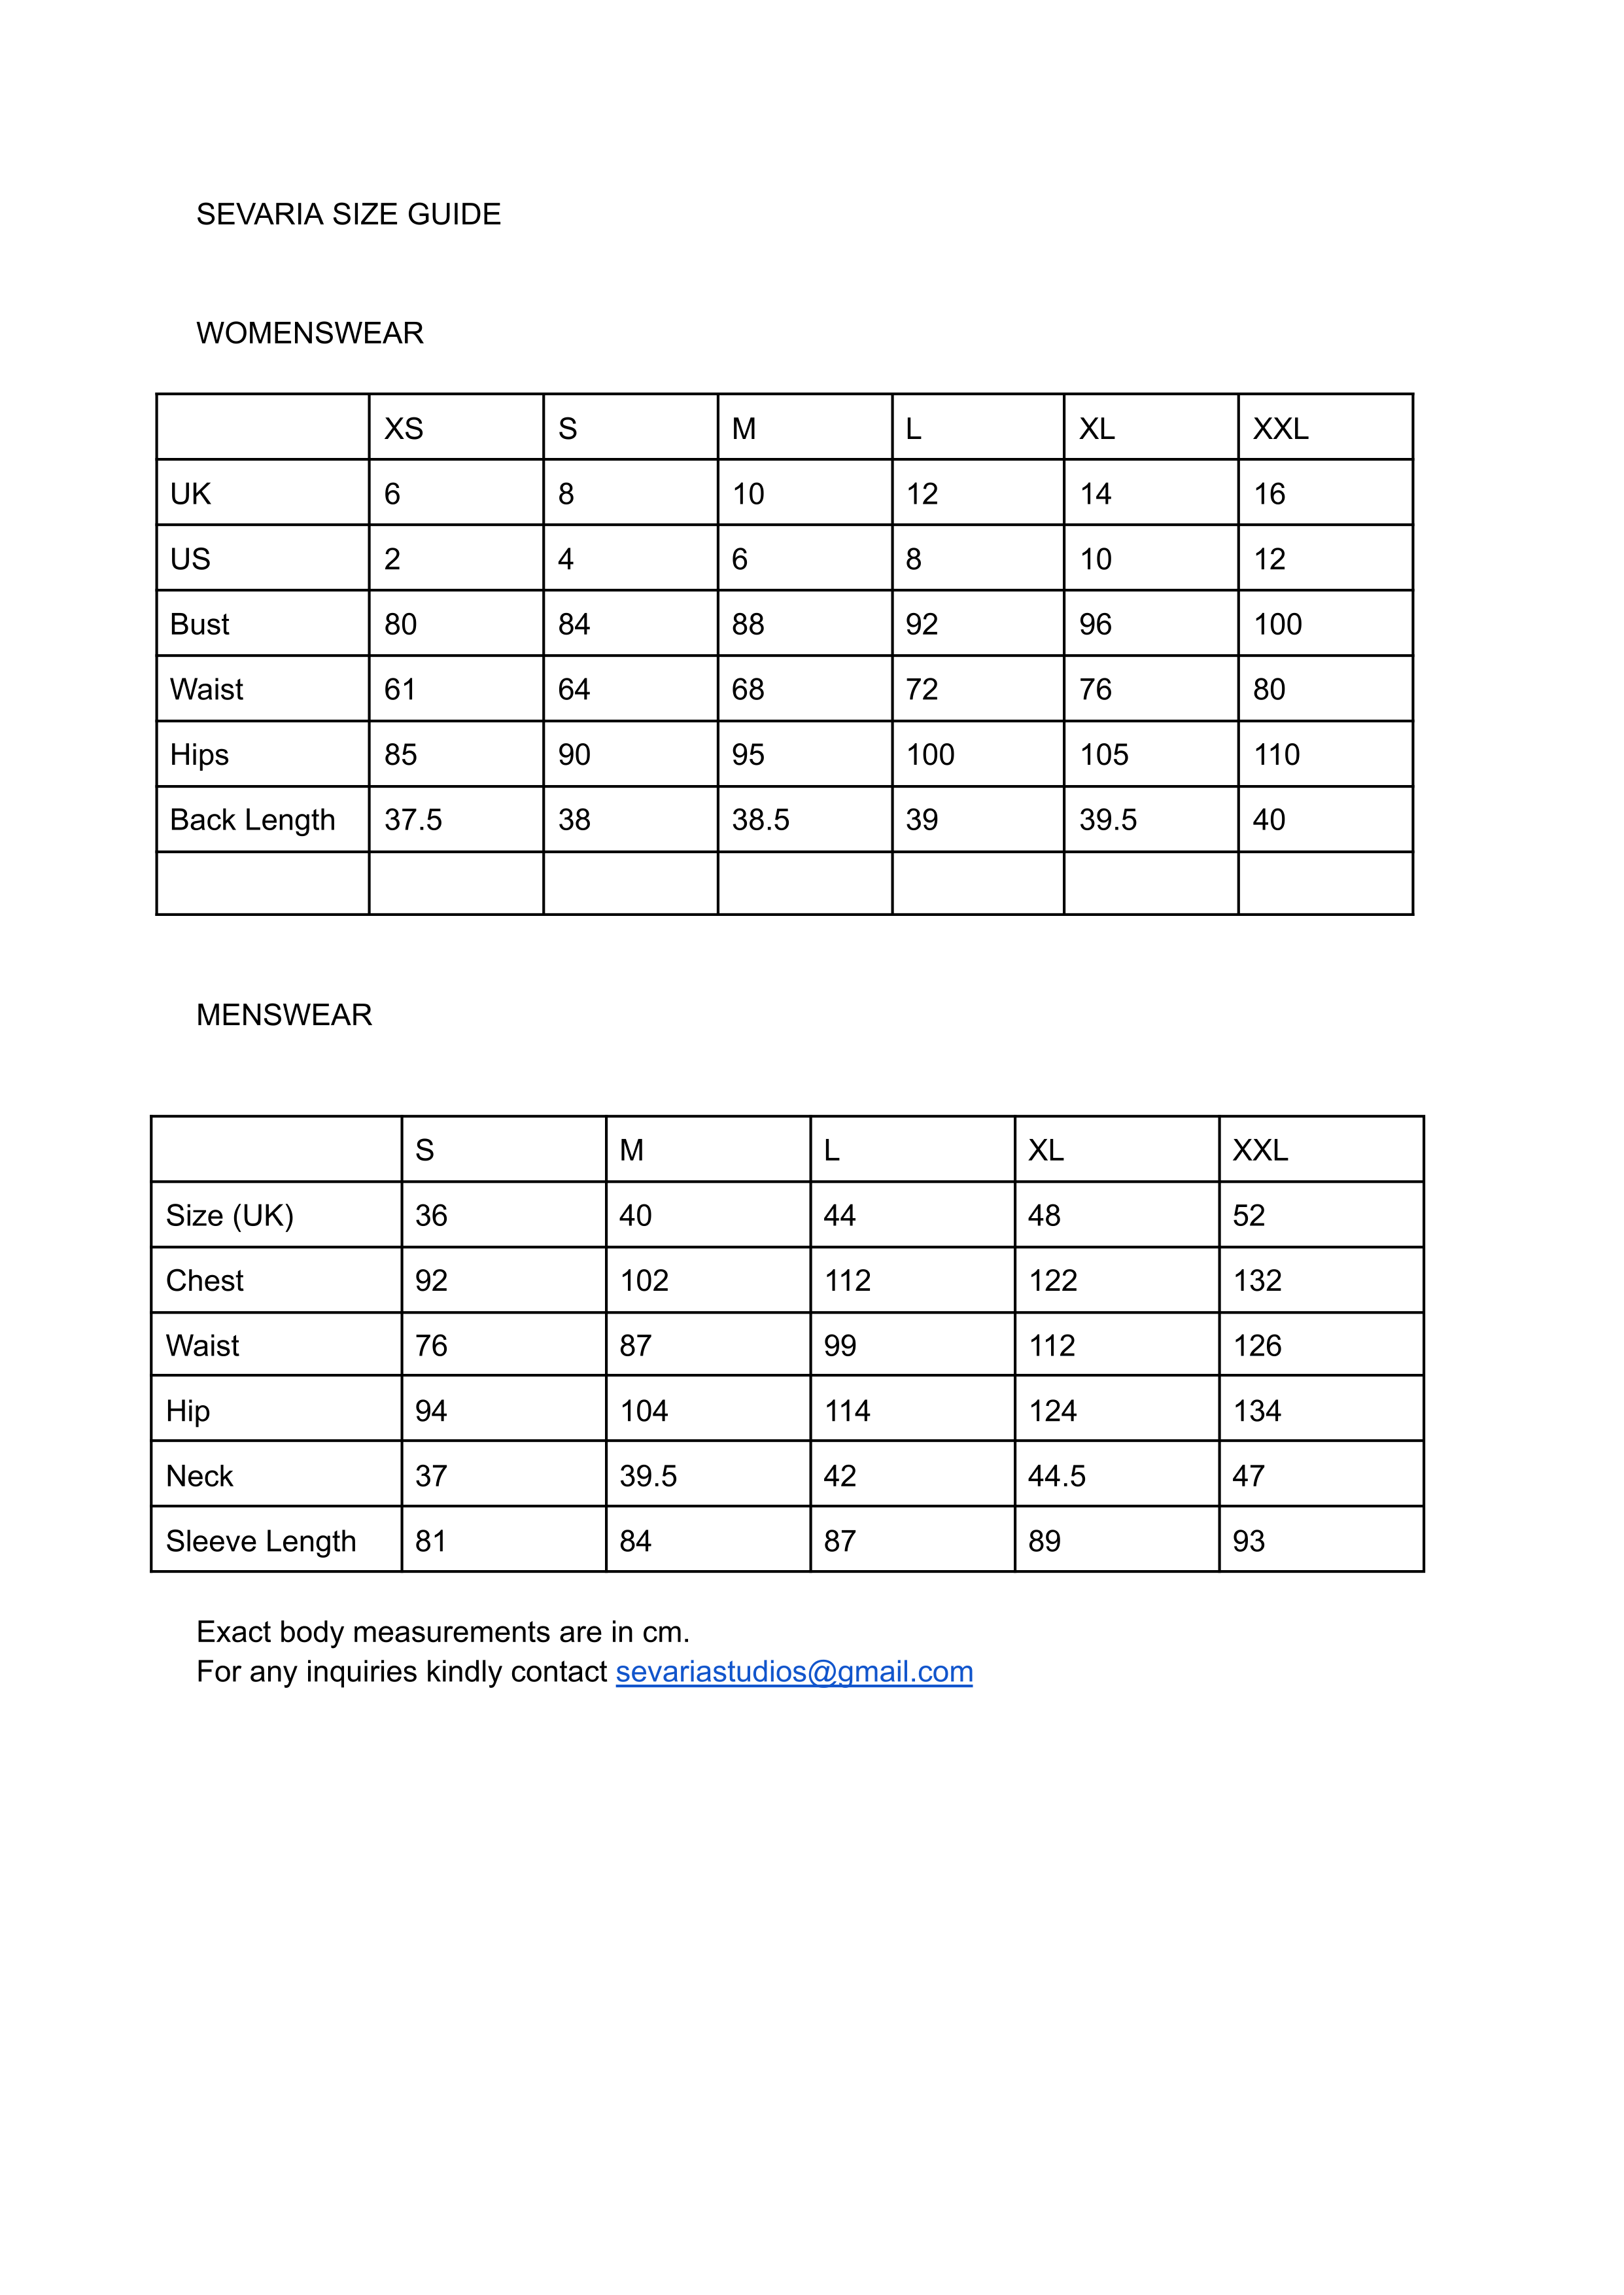 SEVARIA SIZE GUIDE
WOMENSWEAR
XS S M L XL XXL
UK 6 8 10 12 14 16
US 2 4 6 8 10 12
Bust 80 84 88 92 96 100
Waist 61 64 68 72 76 80
Hips 85 90 95 100 105 110
Back Length 37.5 38 38.5 39 39.5 40
MENSWEAR
S M L XL XXL
Size (UK) 36 40 44 48 52
Chest 92 102 112 122 132
Waist 76 87 99 112 126
Hip 94 104 114 124 134
Neck 37 39.5 42 44.5 47
Sleeve Length 81 84 87 89 93
Exact body measurements are in cm.
For any inquiries kindly contact sevariastudios@gmail.com